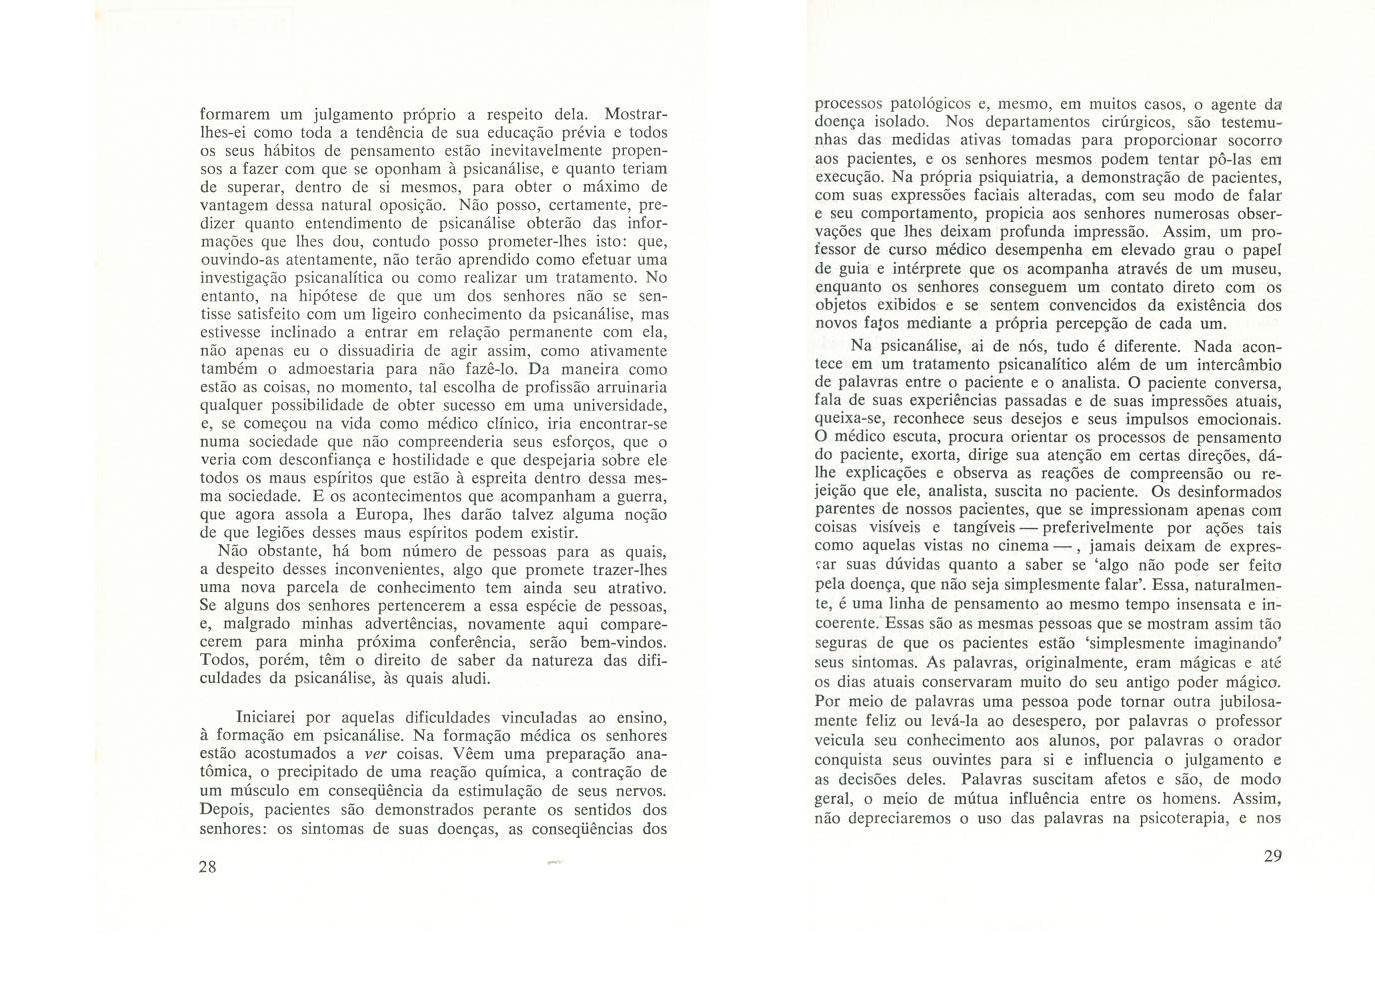 formarem um julgamento próprio a respeito dela. Mostrar-
lhes-ei como toda a tendência de sua educação prévia e todos
os seus hábitos de pensamento estão inevitavelmente propen-
sos a fazer com que se oponham à psicanálise, e quanto teriam
de superar, dentro de si mesmos, para obter o máximo de
vantagem dessa natural oposição. Não posso, certamente, pre-
dizer quanto entendimento de psicanálise obterão das infor-
mações que lhes dou, contudo posso prometer-lhes isto: que,
ouvindo-as atentamente, não terão aprendido como efetuar uma
investigação psicanalítica ou como realizar um tratamento. No
entanto, na hipótese de que um dos senhores não se sen-
tisse satisfeito com um ligeiro conhecimento da psicanálise, mas
estivesse inclinado a entrar em relação permanente com ela,
não apenas eu o dissuadiria de agir assim, como ativamente
também o admoestaria para não fazê-lo. Da maneira como
estão as coisas, no momento, tal escolha de profissão arruinaria
qualquer possibilidade de obter sucesso em uma universidade,
e, se começou na vida como médico clínico, iria encontrar-se
numa sociedade que não compreenderia seus esforços, que o
veria com desconfiança e hostilidade e que despejaria sobre ele
todos os maus espíritos que estão à espreita dentro dessa mes-
ma sociedade. E os acontecimentos que acompanham a guerra,
que agora assola a Europa, lhes darão talvez alguma noção
de que legiões desses maus espíritos podem existir.
Não obstante, há bom número de pessoas para as quais,
a despeito desses inconvenientes, algo que promete trazer-lhes
uma nova parcela de conhecimento tem ainda seu atrativo.
Se alguns dos senhores pertencerem a essa espécie de pessoas,
e, malgrado minhas advertências, novamente aqui compare-
cerem para minha próxima conferência, serão bem-vindos.
Todos, porém, têm o direito de saber da natureza das difi-
culdades da psicanálise, às quais aludi.
Iniciarei por aquelas dificuldades vinculadas ao ensino,
à formação em psicanálise. Na formação médica os senhores
estão acostumados a ver coisas. Vêem uma preparação ana-
tômica, o precipitado de uma reação química, a contração de
um músculo em conseqüência da estimulação de seus nervos.
Depois, pacientes são demonstrados perante os sentidos dos
senhores: os sintomas de suas doenças, as conseqüências dos
28
processos patológicos e, mesmo, em muitos casos, o agente da
doença isolado. Nos departamentos cirúrgicos, são testemu-
nhas das medidas ativas tomadas para proporcionar socorro
aos pacientes, e os senhores mesmos podem tentar pô-las em
execução. Na própria psiquiatria, a demonstração de pacientes,
com suas expressões faciais alteradas, com seu modo de falar
e seu comportamento, propicia aos senhores numerosas obser-
vações que lhes deixam profunda impressão. Assim, um pro-
fessor de curso médico desempenha em elevado grau o papel
de guia e intérprete que os acompanha através de um museu,
enquanto os senhores conseguem um contato direto com os
objetos exibidos e se sentem convencidos da existência dos
novos fatos mediante a própria percepção de cada um.
Na psicanálise, ai de nós, tudo é diferente. Nada acon-
tece em um tratamento psicanalítico além de um intercâmbio
de palavras entre o paciente e o analista. O paciente conversa,
fala de suas experiências passadas e de suas impressões atuais,
queixa-se, reconhece seus desejos e seus impulsos emocionais.
O médico escuta, procura orientar os processos de pensamento
do paciente, exorta, dirige sua atenção em certas direções, dá-
lhe explicações e observa as reações de compreensão ou re-
jeição que ele, analista, suscita no paciente. Os desinformados
parentes de nossos pacientes, que se impressionam apenas com
coisas visíveis e tangíveis — preferivelmente por ações tais
como aquelas vistas no cinema — , jamais deixam de expres-
sar suas dúvidas quanto a saber se ‘algo não pode ser feito
pela doença, que não seja simplesmente falar’. Essa, naturalmen-
te, é uma linha de pensamento ao mesmo tempo insensata e in-
coerente. Essas são as mesmas pessoas que se mostram assim tão
seguras de que os pacientes estão ‘simplesmente imaginando’
seus sintomas. As palavras, originalmente, eram mágicas e até
os dias atuais conservaram muito do seu antigo poder mágico.
Por meio de palavras uma pessoa pode tornar outra jubilosa-
mente feliz ou levá-la ao desespero, por palavras o professor
veicula seu conhecimento aos alunos, por palavras o orador
conquista seus ouvintes para si e influencia o julgamento e
as decisões deles. Palavras suscitam afetos e são, de modo
geral, o meio de mútua influência entre os homens. Assim,
não depreciaremos o uso das palavras na psicoterapia, e nos
29